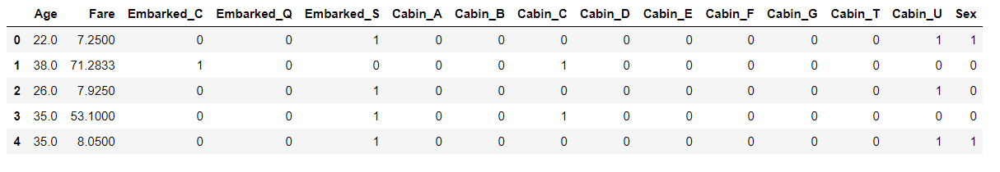 Age Fare Embarked_C Embarked_Q Embarked_S Cabin_A Cabin_B Cabin_C Cabin_D Cabin_E Cabin_F Cabin_G Cabin_T Cabin_U Sex
0 22.0 7.2500 0 0 1 0 0 0 0 0 0 0 0 1 1
1 38.0 71.2833 1 0 0 0 0 1 0 0 0 0 0 0 0
2 26.0 7.9250 0 0 1 0 0 0 0 0 0 0 0 1 0
3 35.0 53.1000 0 0 1 0 0 1 0 0 0 0 0 0 0
4 35.0 8.0500 0 0 1 0 0 0 0 0 0 0 0 1 1